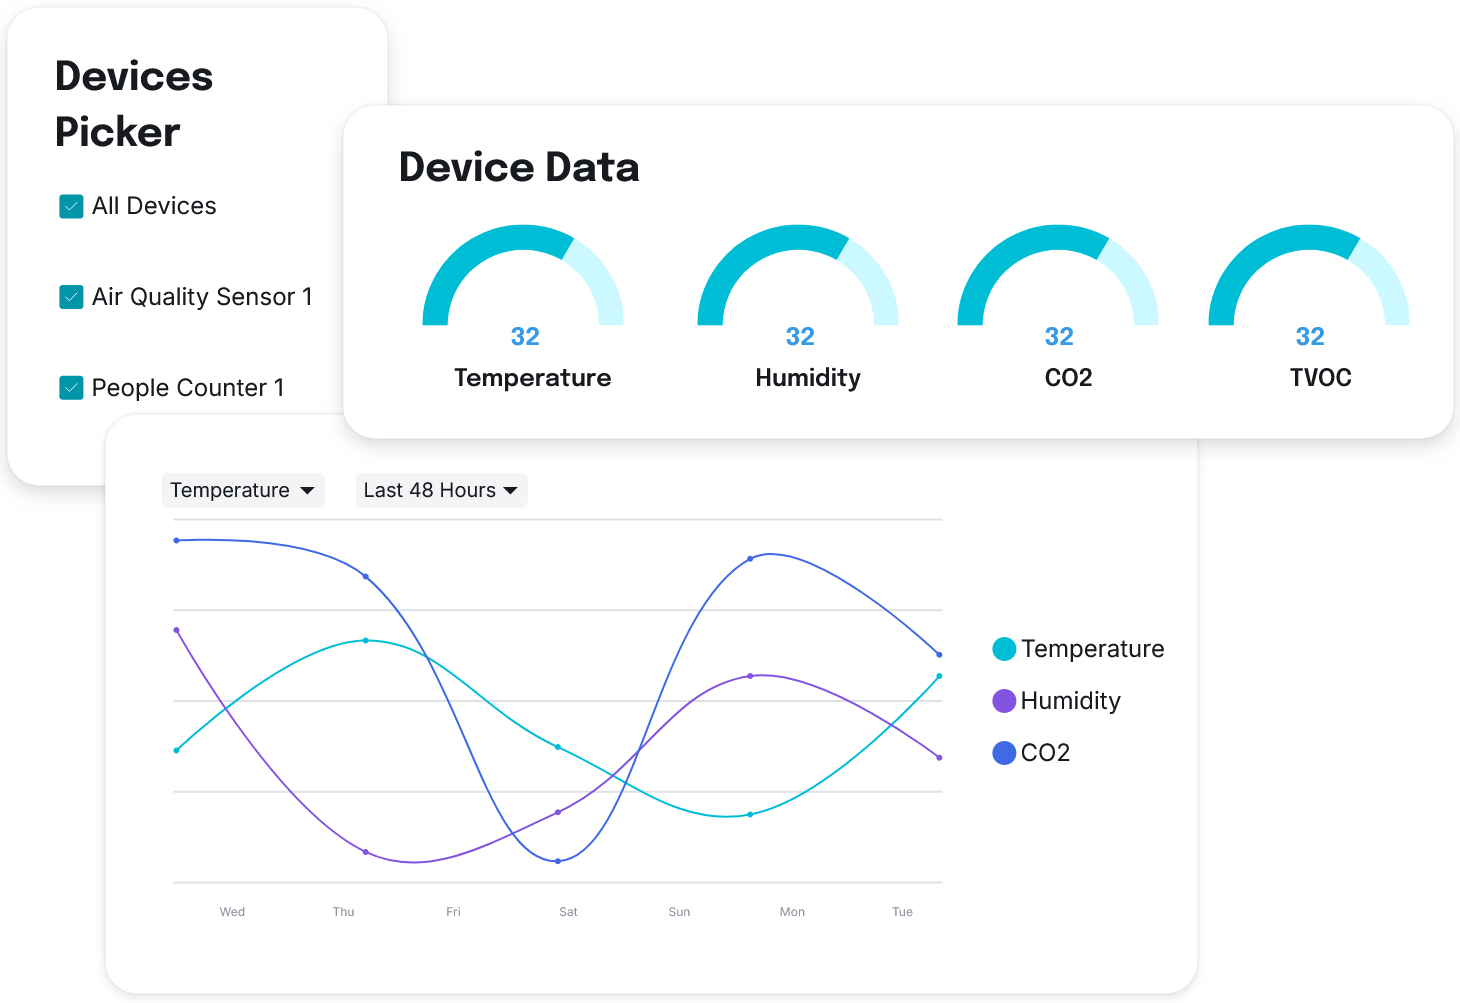 Devices
Picker
All Devices
Air Quality Sensor 1
People Counter 1
Device Data
32
Temperature
32
Humidity
32
CO2
32
TVOC
Temperature
Last 48 Hours
Temperature
Humidity
CO2
Wed Thu Fri Sat Sun Mon Tue